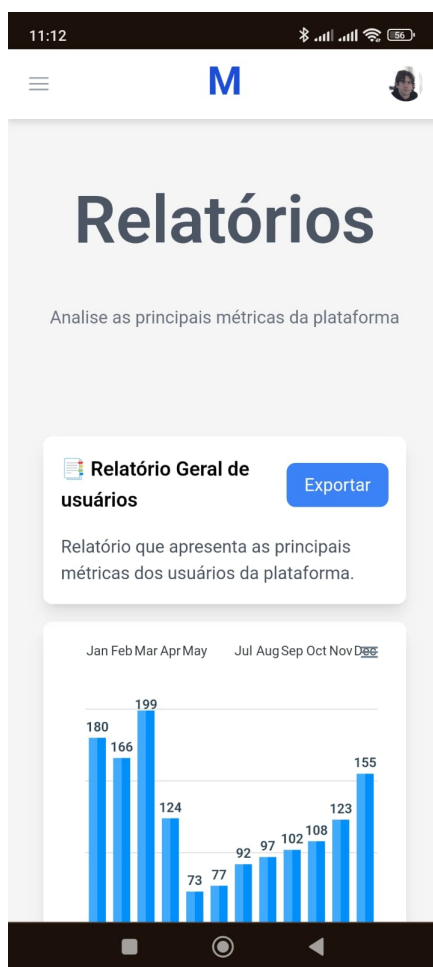 11:12 56
M
Relatórios
Analise as principais métricas da plataforma
Relatório Geral de
usuários
Exportar
Relatório que apresenta as principais
métricas dos usuários da plataforma.
Jan Feb Mar Apr May Jul Aug Sep Oct Nov Dec
199
180
166
155
124
123
108
102
97
92
77
73